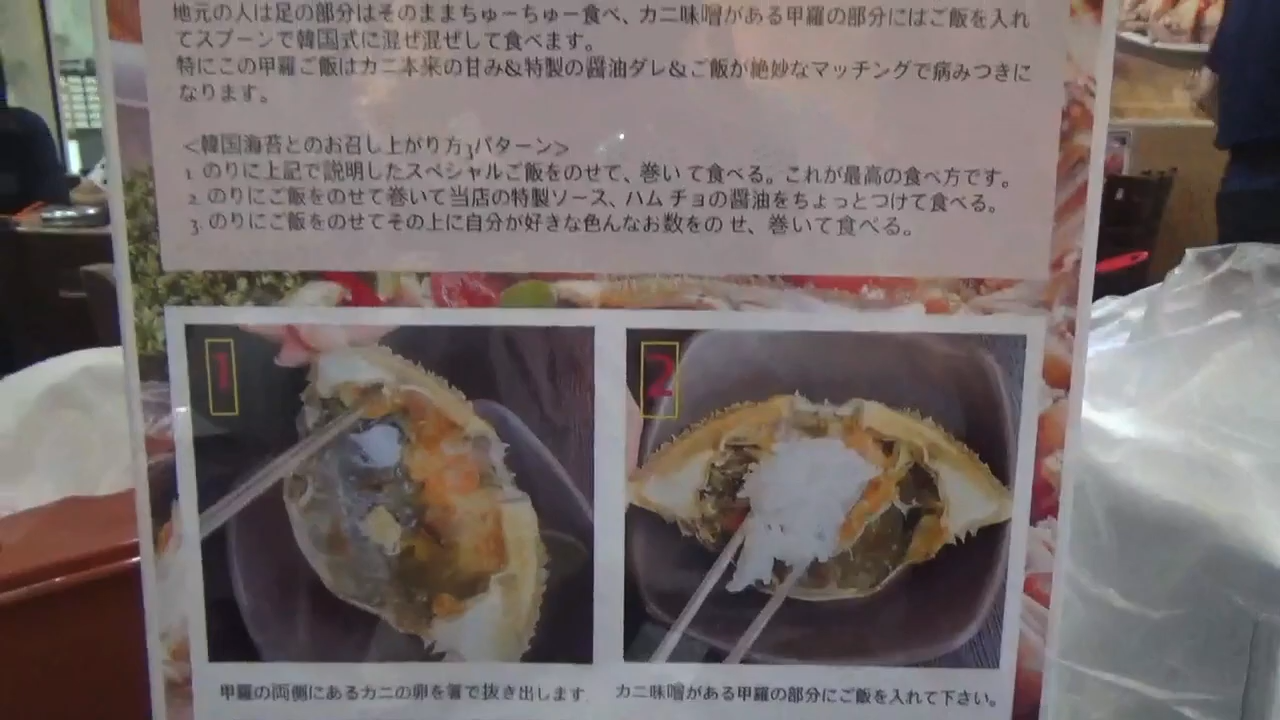 地元の人は足の部分はそのままちゅーちゅー食べ、カニ味噌がある甲羅の部分にはご飯を入れ
てスプーンで韓国式に混ぜ混ぜして食べます。
特にこの甲羅ご飯はカニ本来の甘み&特製の醤油ダレ&ご飯が絶妙なマッチングで病みつきに
なります。
<韓国海苔とのお召し上がり方3パターン>
1. のりに上記で説明したスペシャルご飯をのせて、巻いて食べる。これが最高の食べ方です。
2. のりにご飯をのせて巻いて当店の特製ソース、ハムチョの醤油をちょっとつけて食べる。
3. のりにご飯をのせてその上に自分が好きな色んなお数をのせ、巻いて食べる。
1
2
甲羅の両側にあるカニの卵を箸で抜き出します.
カニ味噌がある甲羅の部分にご飯を入れて下さい。